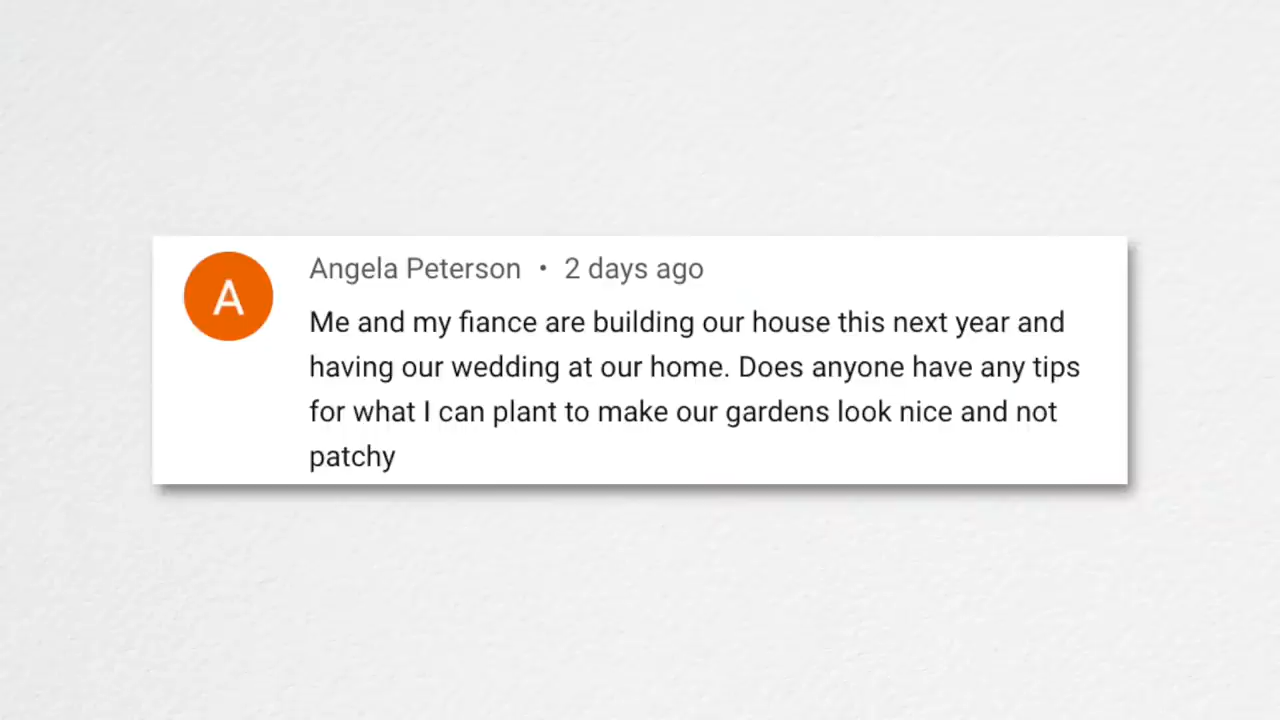 A
Angela Peterson • 2 days ago
Me and my fiance are building our house this next year and
having our wedding at our home. Does anyone have any tips
for what I can plant to make our gardens look nice and not
patchy